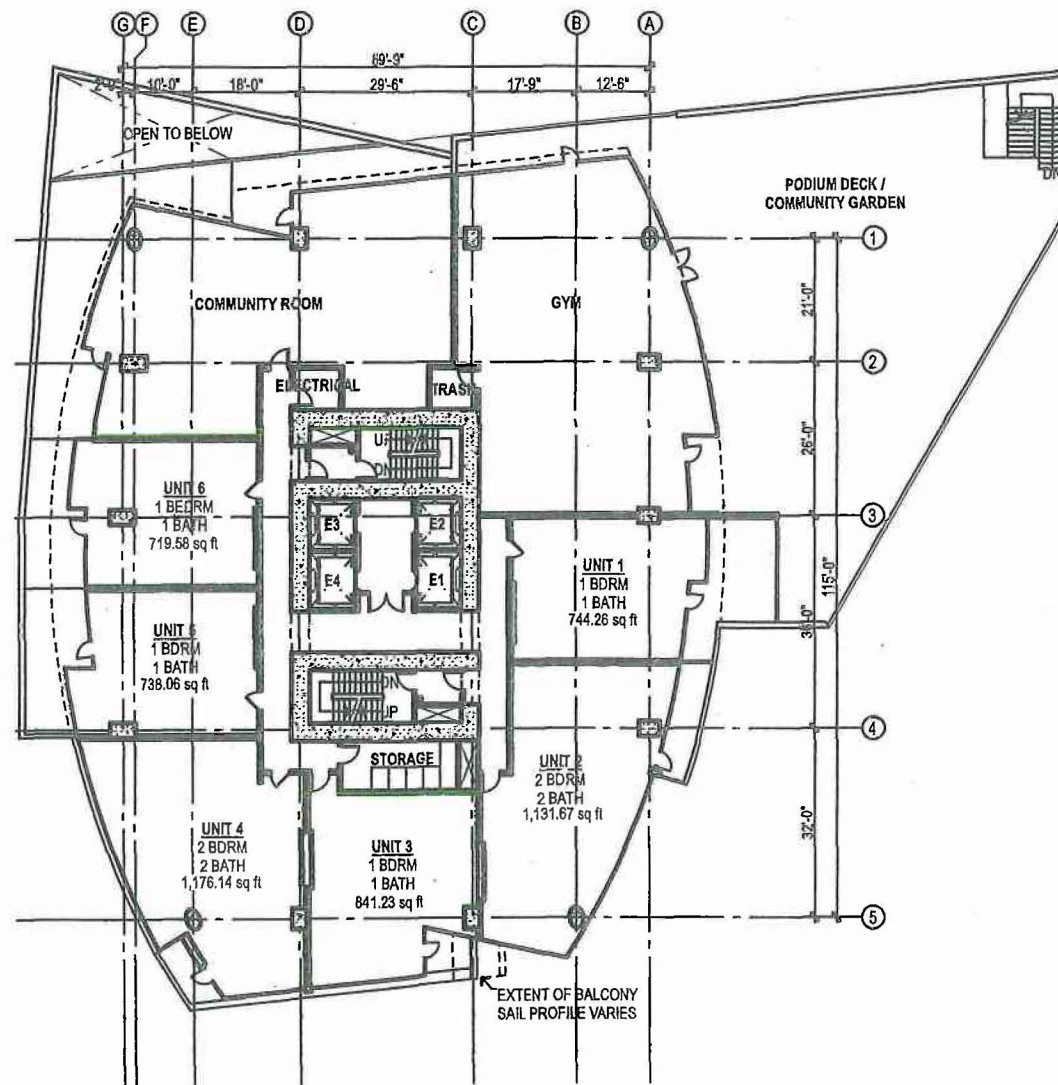 G F E D C B A
89'-9"
2'-0" 10'-0" 18'-0" 29'-6" 17'-9" 12'-6"
OPEN TO BELOW
PODIUM DECK /
COMMUNITY GARDEN
DN
1
21'-0"
COMMUNITY ROOM
GYM
2
ELECTRICAL
TRASH
UP
DN
26'-0"
UNIT 6
1 BEDRM
1 BATH
719.58 sq ft
E3 E2
3
E4 E1
UNIT 1
1 BDRM
1 BATH
744.26 sq ft
115'-0"
36'-0"
UNIT 5
1 BDRM
1 BATH
738.06 sq ft
DN
UP
4
STORAGE
UNIT 2
2 BDRM
2 BATH
1,131.67 sq ft
32'-0"
UNIT 4
2 BDRM
2 BATH
1,176.14 sq ft
UNIT 3
1 BDRM
1 BATH
841.23 sq ft
5
EXTENT OF BALCONY
SAIL PROFILE VARIES